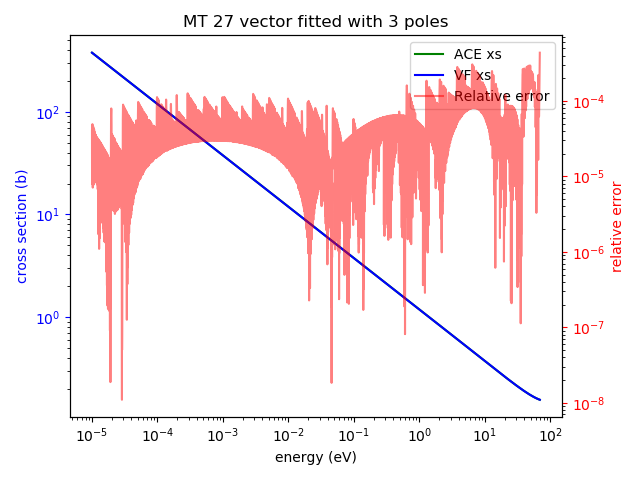 MT 27 vector fitted with 3 poles
ACE xs
VF xs
Relative error
cross section (b)
10²
10¹
10⁰
relative error
10⁻⁴
10⁻⁵
10⁻⁶
10⁻⁷
10⁻⁸
10⁻⁵ 10⁻⁴ 10⁻³ 10⁻² 10⁻¹ 10⁰ 10¹ 10²
energy (eV)